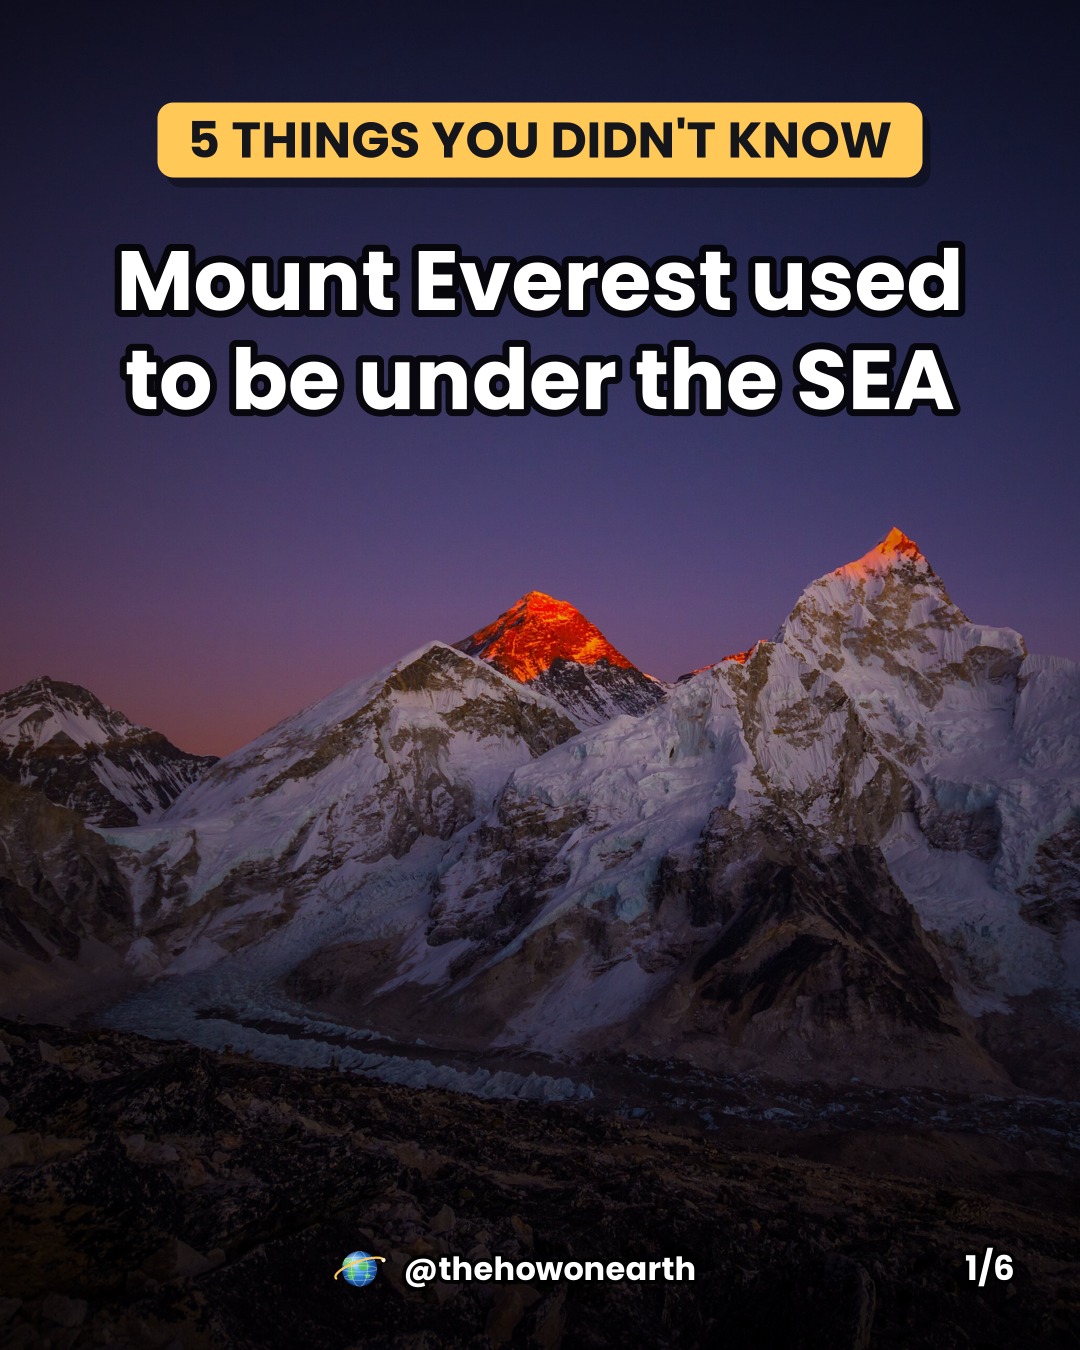 5 THINGS YOU DIDN'T KNOW
Mount Everest used
to be under the SEA
@thehowonearth
1/6